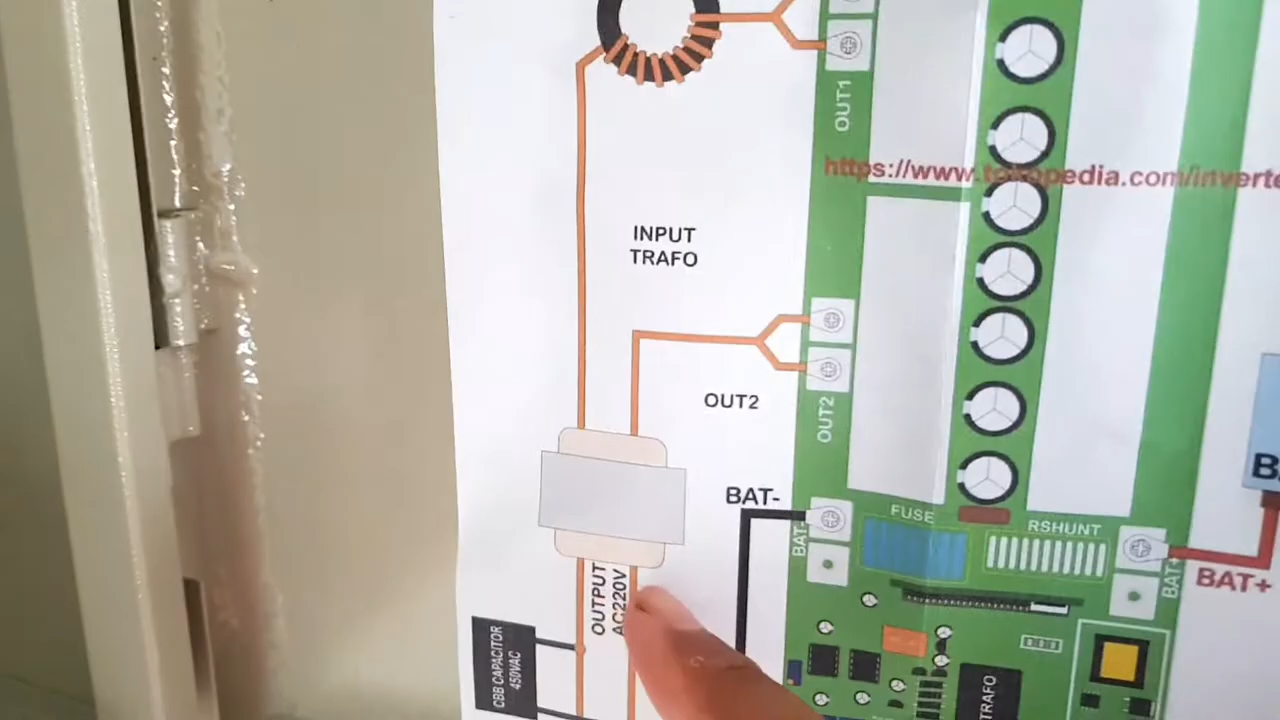 OUT1
https://www.tokopedia.com/inverte
INPUT
TRAFO
OUT2
OUT2
BAT-
BAT-
FUSE
RSHUNT
BAT+
BAT+
OUTPUT
AC220V
CBB CAPACITOR
450VAC
TRAFO